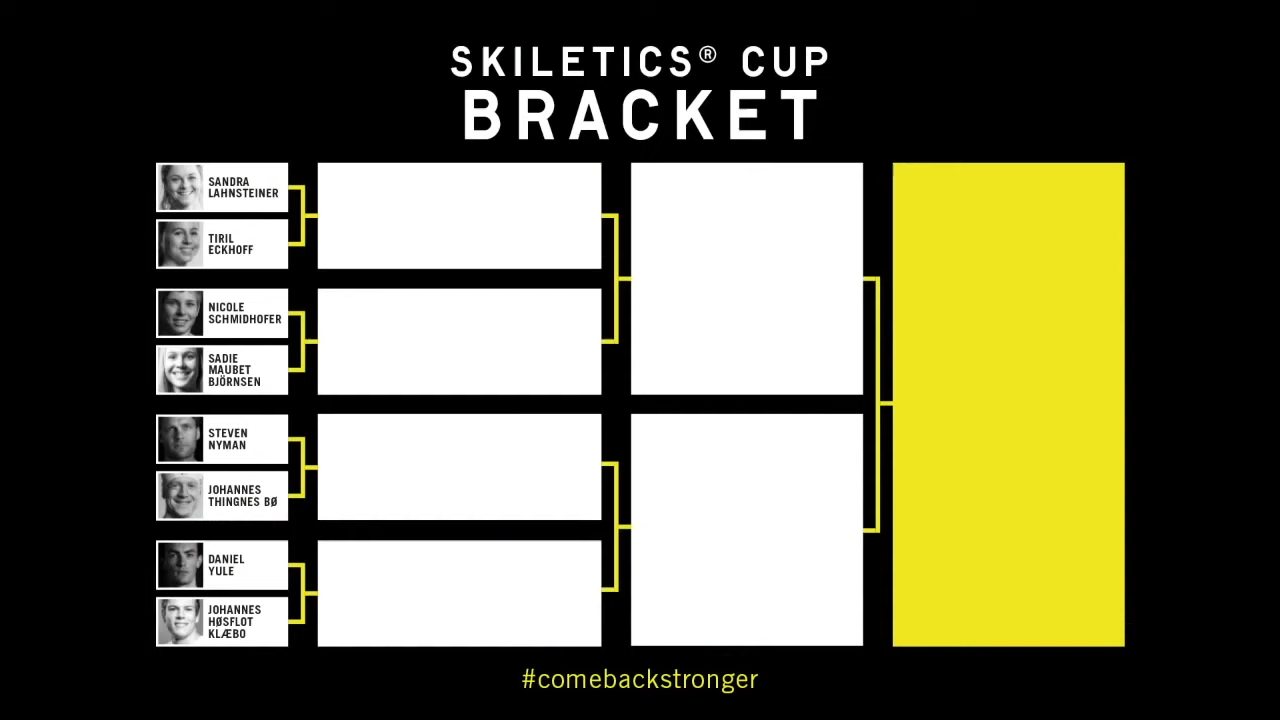 SKILETICS® CUP
BRACKET
SANDRA
LAHNSTEINER
TIRIL
ECKHOFF
NICOLE
SCHMIDHOFER
SADIE
MAUBET
BJÖRNSEN
STEVEN
NYMAN
JOHANNES
THINGNES BØ
DANIEL
YULE
JOHANNES
HØSFLOT
KLÆBO
#comebackstronger